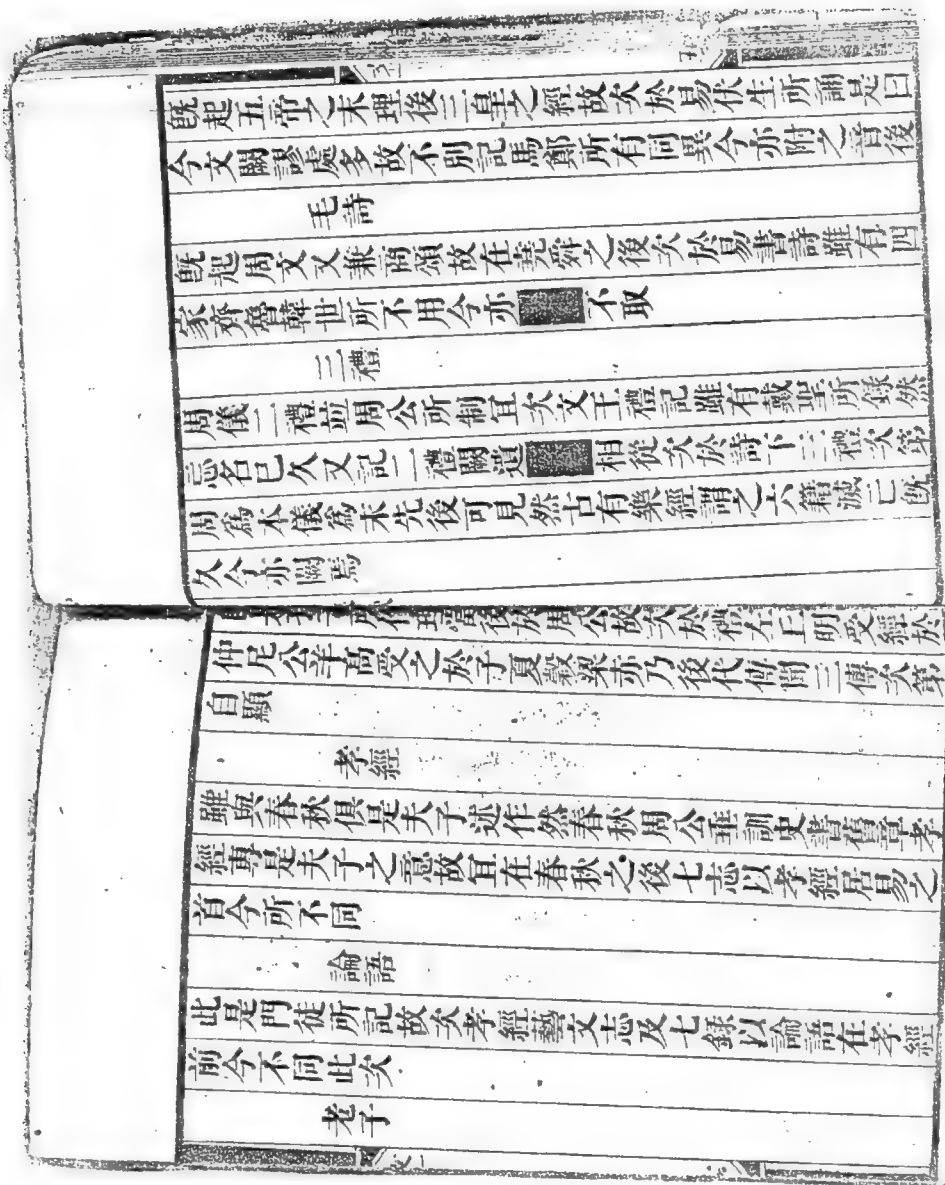 既起五帝之末理後三皇之經故次於易伏生所誦是曰
今文闕謬處多故不別記馬鄭所有同異今亦附之音後
毛詩
既起周文又兼商頌故在堯舜之後次於易書詩雖有四
家齊魯韓世所不用今亦 不取
三禮
周儀二禮並周公所制宜次文王禮記雖有戴聖所錄然
忘名已久又記二禮闕遺 相從次於詩下三禮次第
周爲本儀爲末先後可見然古有樂經謂之六籍滅亡既
久今亦闕焉
於周公故次於禮左丘明受經於
仲尼公羊高受之於子夏穀梁赤乃後代傳聞三傳次第
自顯
孝經
雖與春秋俱是夫子述作然春秋周公垂訓史書舊章孝
經專是夫子之意故宜在春秋之後七志以孝經居易之
首今所不同
論語
此是門徒所記故次孝經藝文志及七錄以論語在孝經
前今不同此次
老子